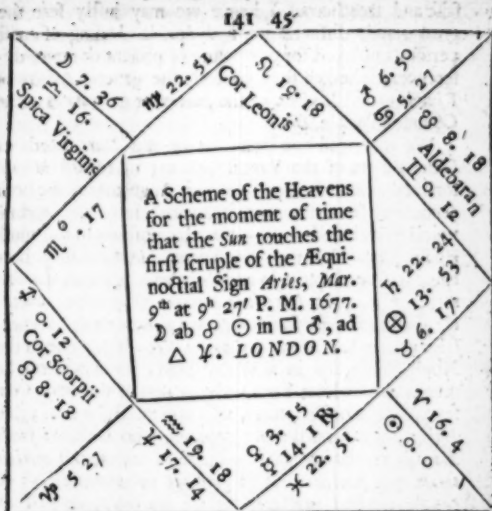 141 45
☽ 7. 36
♎ 16.
Spica Virginis
♍ 22. 51
Cor Leonis
♌ 19. 18
♂ 6. 50
♋ 5. 27
☋ 8. 18
Aldebaran
♊ 0. 12
A Scheme of the Heavens
for the moment of time
that the Sun touches the
firſt ſcruple of the Æqui-
noctial Sign Aries, Mar.
9th at 9h 27′ P. M. 1677.
☽ ab ☍ ☉ in □ ♂, ad
△ ♃. LONDON.
♏ 0. 17
♄ 22. 24
⊗ 13. 53
♉ 6. 17
♐ 0. 12
Cor Scorpii
☊ 8. 13
♑ 5. 27
♒ 19. 18
♃ 17. 14
♀ 3. 15
☿ 14. 1 ℞
♓ 22. 51
♈ 16. 4
☉ 0. 0